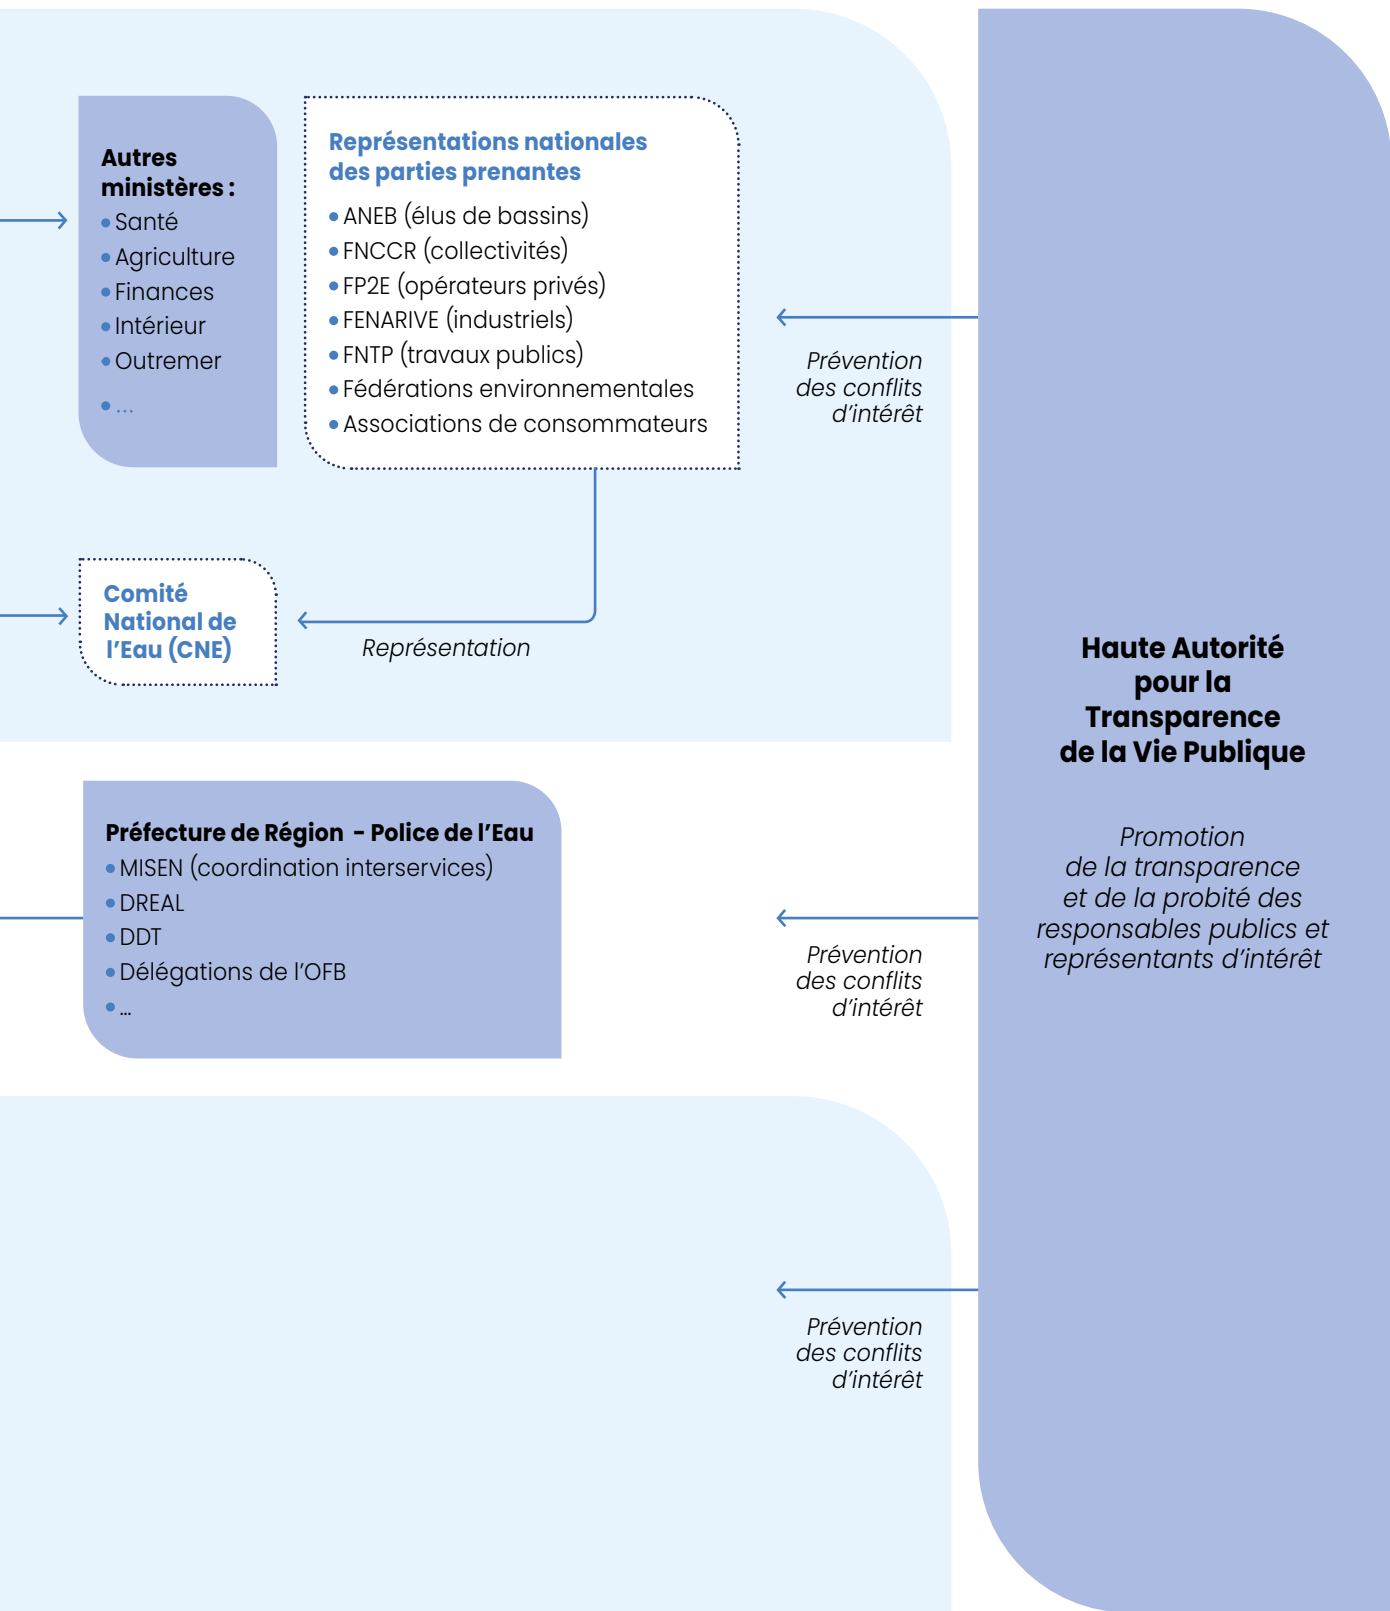 Autres
ministères :
• Santé
• Agriculture
• Finances
• Intérieur
• Outremer
• ...
Représentations nationales
des parties prenantes
• ANEB (élus de bassins)
• FNCCR (collectivités)
• FP2E (opérateurs privés)
• FENARIVE (industriels)
• FNTP (travaux publics)
• Fédérations environnementales
• Associations de consommateurs
Prévention
des conflits
d’intérêt
Comité
National de
l’Eau (CNE)
Représentation
Préfecture de Région - Police de l’Eau
• MISEN (coordination interservices)
• DREAL
• DDT
• Délégations de l’OFB
• ...
Prévention
des conflits
d’intérêt
Prévention
des conflits
d’intérêt
Haute Autorité
pour la
Transparence
de la Vie Publique
Promotion
de la transparence
et de la probité des
responsables publics et
représentants d’intérêt